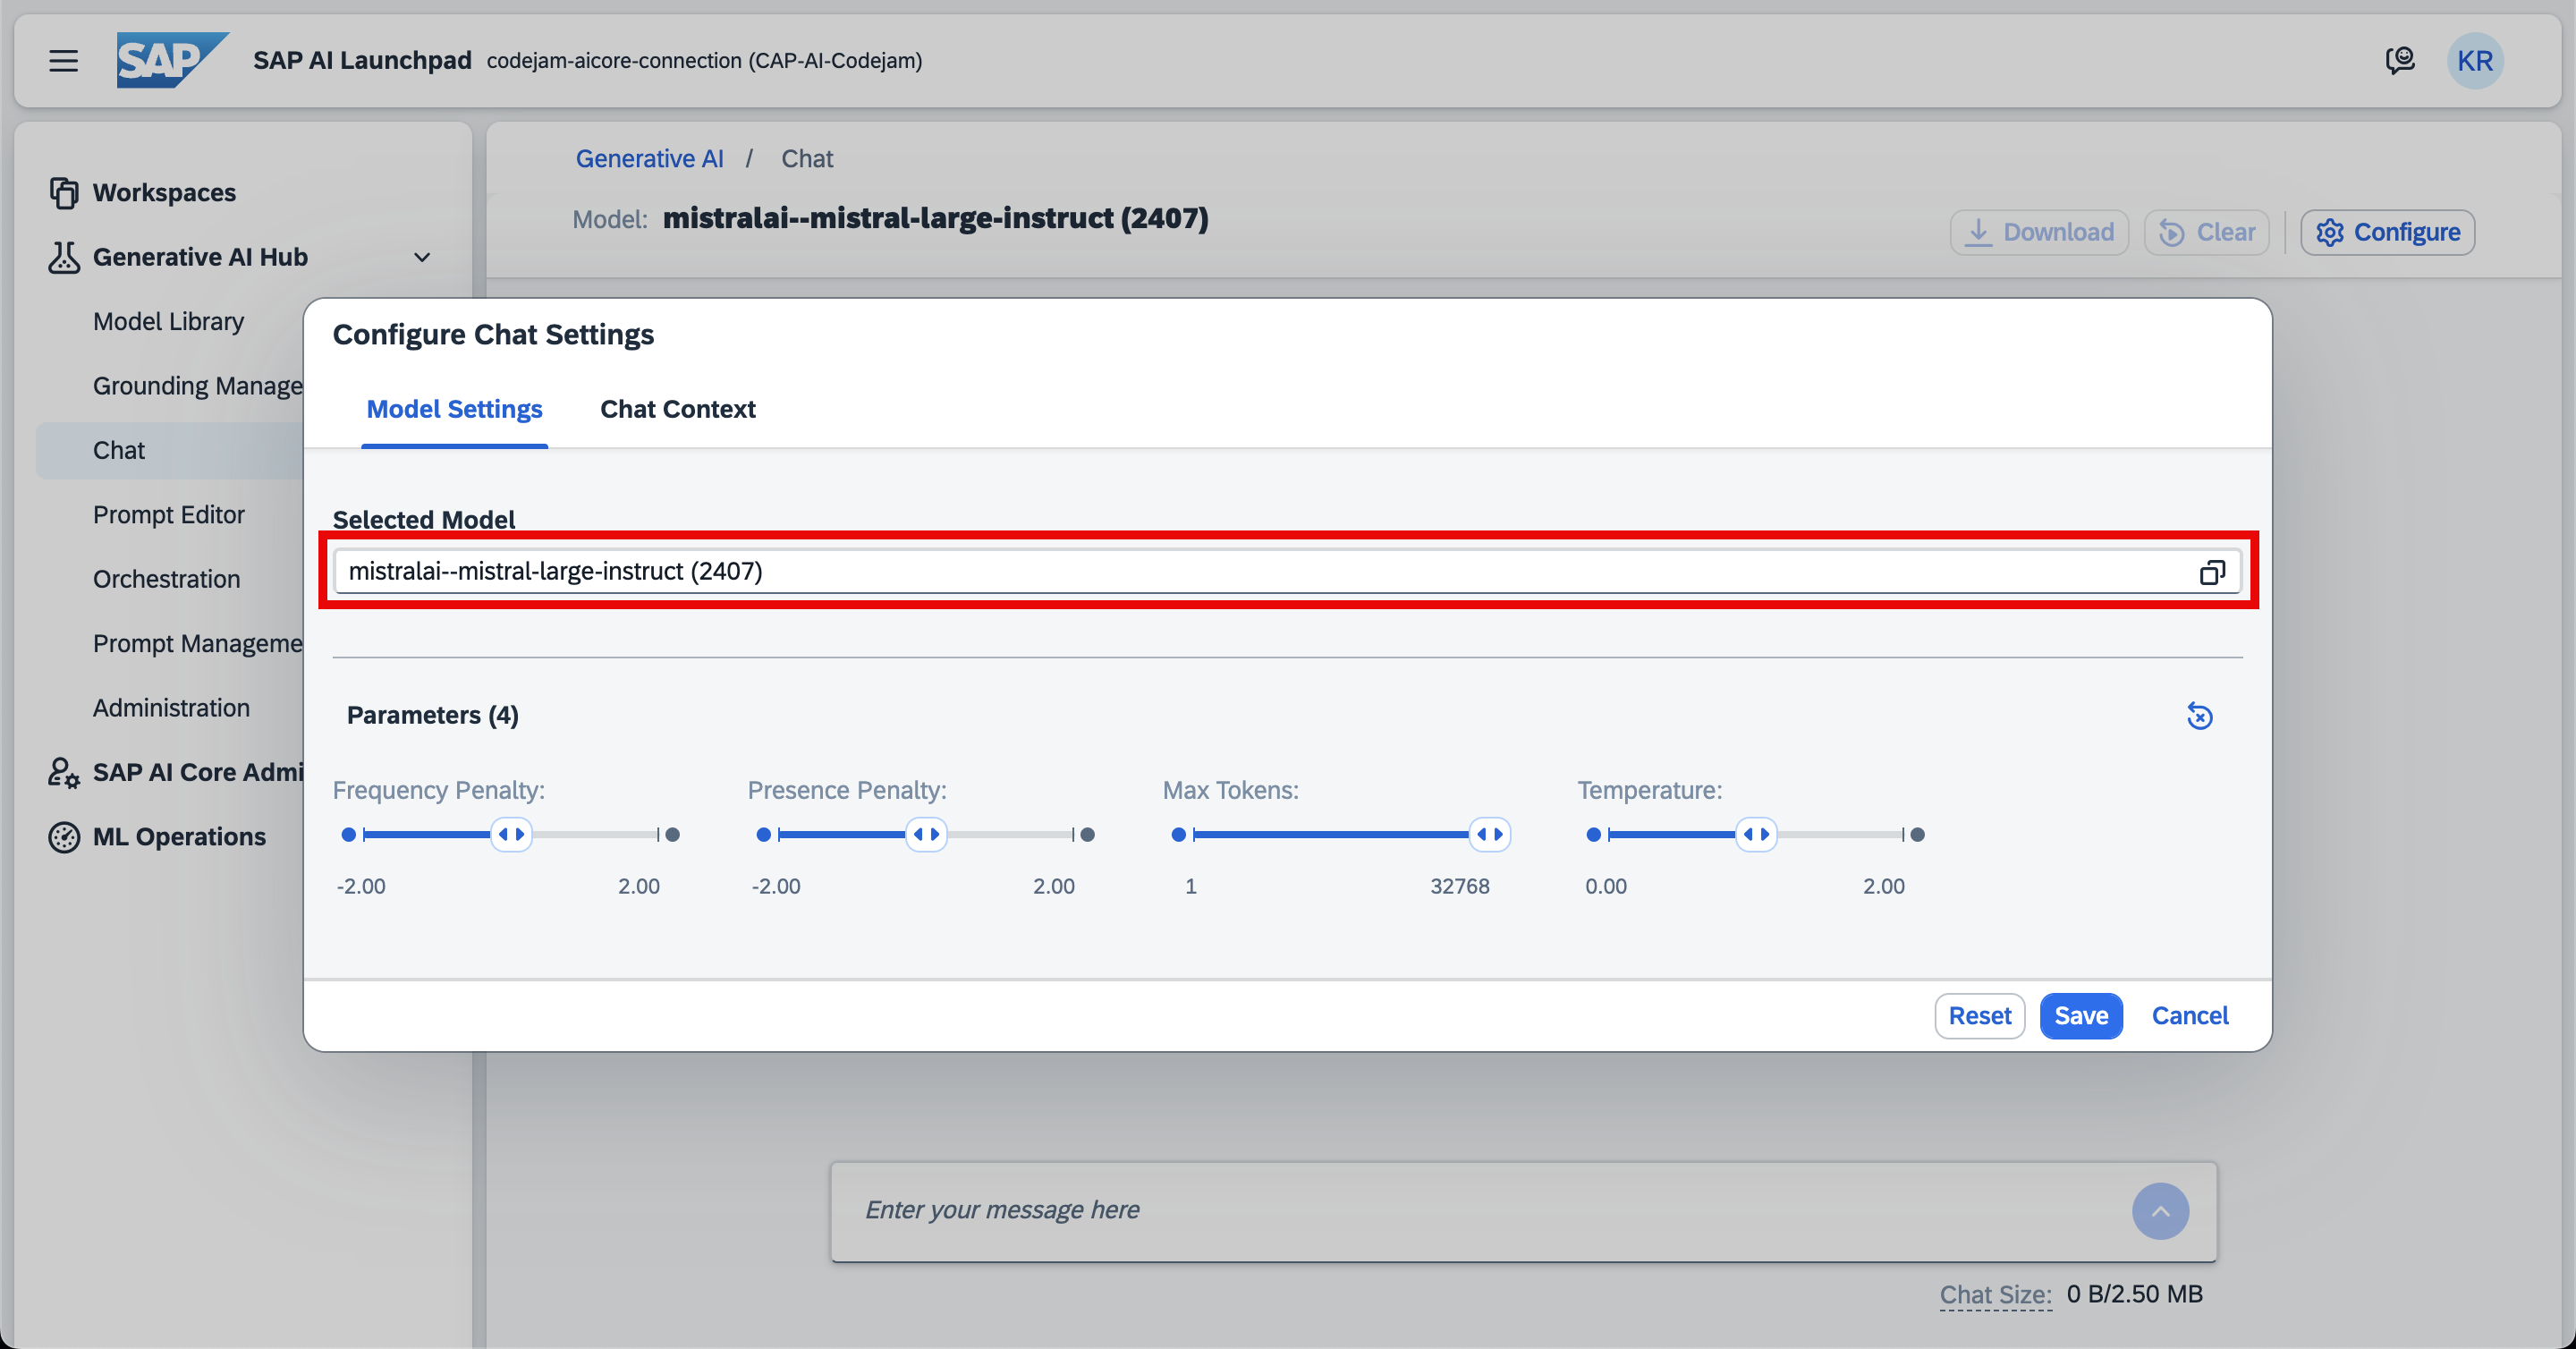 SAP SAP AI Launchpad codejam-aicore-connection (CAP-AI-Codejam) KR
Workspaces
Generative AI Hub
Model Library
Grounding Manage
Chat
Prompt Editor
Orchestration
Prompt Manageme
Administration
SAP AI Core Admi
ML Operations
Generative AI / Chat
Model: mistralai--mistral-large-instruct (2407)
Download Clear Configure
Configure Chat Settings
Model Settings Chat Context
Selected Model
mistralai--mistral-large-instruct (2407)
Parameters (4)
Frequency Penalty: Presence Penalty: Max Tokens: Temperature:
-2.00 2.00 -2.00 2.00 1 32768 0.00 2.00
Reset Save Cancel
Enter your message here
Chat Size: 0 B/2.50 MB